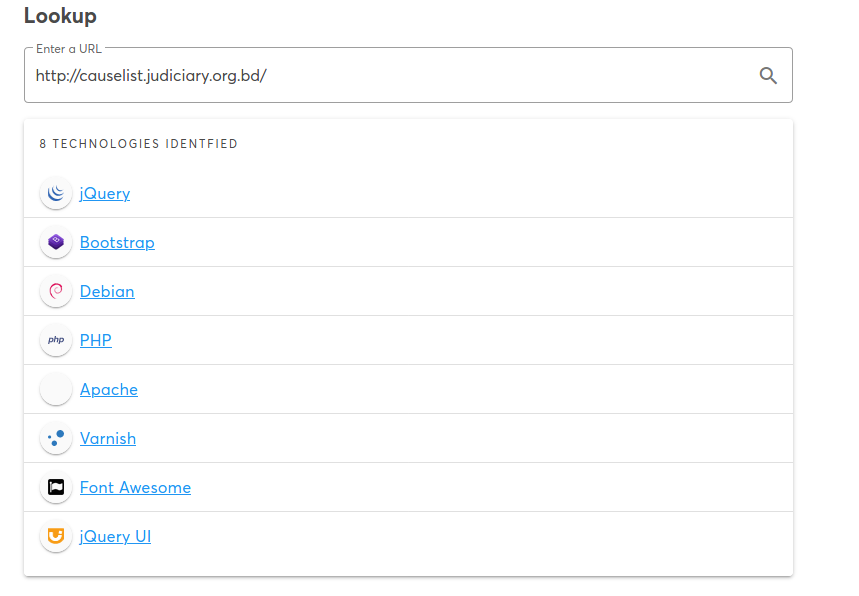 Lookup
Enter a URL
http://causelist.judiciary.org.bd/
8 TECHNOLOGIES IDENTFIED
jQuery
Bootstrap
Debian
php PHP
Apache
Varnish
Font Awesome
jQuery UI